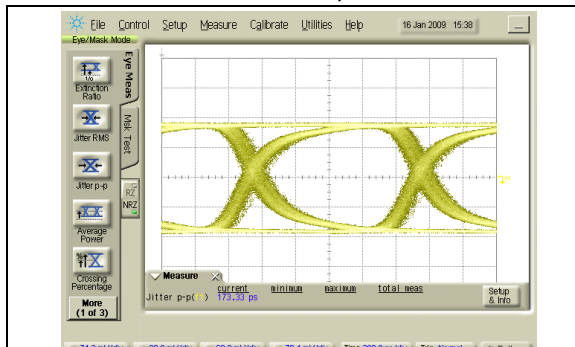 File Control Setup Measure Calibrate Utilities Help 16 Jan 2009 15:38
Eye/Mask Mode
Eye Meas
Extinction
Ratio
Msk Test
Jitter RMS
Jitter p-p
RZ
NRZ
Average
Power
Crossing
Percentage
More
(1 of 3)
Measure
current minimum maximum total meas
Jitter p-p( ) 173.33 ps
Setup
& Info